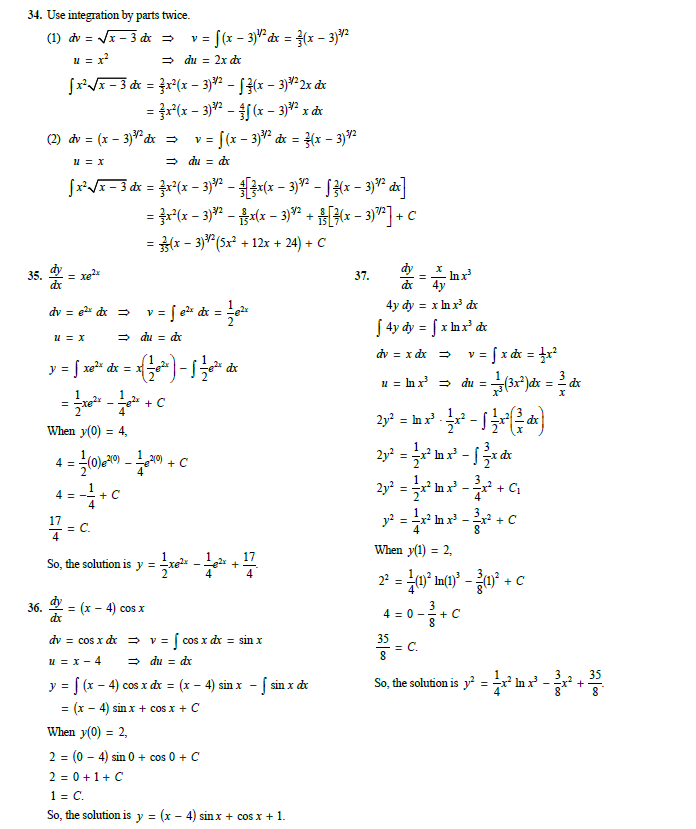 34. Use integration by parts twice.
(1) dv = √(x − 3) dx ⇒ v = ∫(x − 3)^(1/2) dx = 2/3(x − 3)^(3/2)
u = x² ⇒ du = 2x dx
∫x²√(x − 3) dx = 2/3x²(x − 3)^(3/2) − ∫2/3(x − 3)^(3/2) 2x dx
= 2/3x²(x − 3)^(3/2) − 4/3∫(x − 3)^(3/2) x dx
(2) dv = (x − 3)^(3/2) dx ⇒ v = ∫(x − 3)^(3/2) dx = 2/5(x − 3)^(5/2)
u = x ⇒ du = dx
∫x²√(x − 3) dx = 2/3x²(x − 3)^(3/2) − 4/3[2/5x(x − 3)^(5/2) − ∫2/5(x − 3)^(5/2) dx]
= 2/3x²(x − 3)^(3/2) − 8/15x(x − 3)^(5/2) + 8/15[2/7(x − 3)^(7/2)] + C
= 2/35(x − 3)^(3/2)(5x² + 12x + 24) + C
35. dy/dx = xe^(2x)
dv = e^(2x) dx ⇒ v = ∫ e^(2x) dx = 1/2e^(2x)
u = x ⇒ du = dx
y = ∫ xe^(2x) dx = x(1/2e^(2x)) − ∫ 1/2e^(2x) dx
= 1/2xe^(2x) − 1/4e^(2x) + C
When y(0) = 4,
4 = 1/2(0)e^(2(0)) − 1/4e^(2(0)) + C
4 = −1/4 + C
17/4 = C.
So, the solution is y = 1/2xe^(2x) − 1/4e^(2x) + 17/4.
36. dy/dx = (x − 4) cos x
dv = cos x dx ⇒ v = ∫ cos x dx = sin x
u = x − 4 ⇒ du = dx
y = ∫ (x − 4) cos x dx = (x − 4) sin x − ∫ sin x dx
= (x − 4) sin x + cos x + C
When y(0) = 2,
2 = (0 − 4) sin 0 + cos 0 + C
2 = 0 + 1 + C
1 = C.
So, the solution is y = (x − 4) sin x + cos x + 1.
37. dy/dx = x/4y ln x³
4y dy = x ln x³ dx
∫ 4y dy = ∫ x ln x³ dx
dv = x dx ⇒ v = ∫ x dx = 1/2x²
u = ln x³ ⇒ du = 1/x³(3x²)dx = 3/x dx
2y² = ln x³ · 1/2x² − ∫ 1/2x²(3/x dx)
2y² = 1/2x² ln x³ − ∫ 3/2x dx
2y² = 1/2x² ln x³ − 3/4x² + C₁
y² = 1/4x² ln x³ − 3/8x² + C
When y(1) = 2,
2² = 1/4(1)² ln(1)³ − 3/8(1)² + C
4 = 0 − 3/8 + C
35/8 = C.
So, the solution is y² = 1/4x² ln x³ − 3/8x² + 35/8.